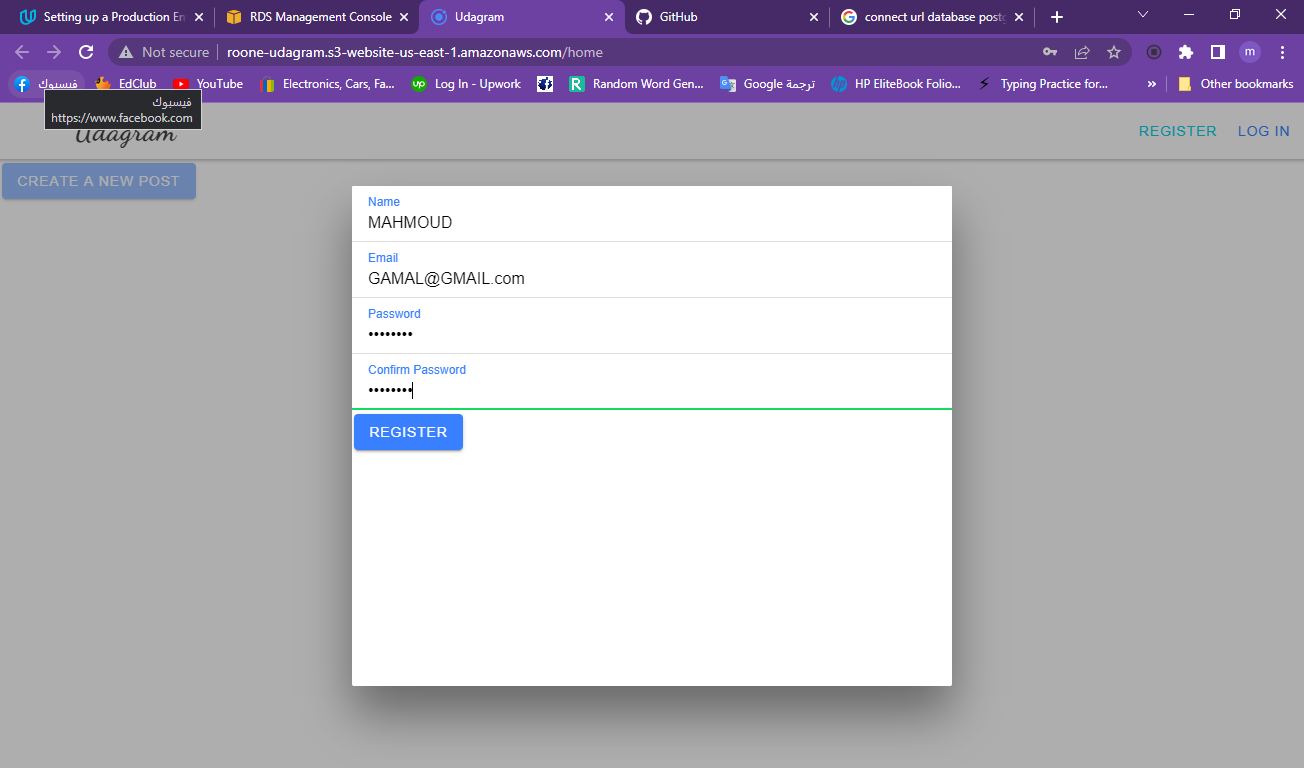 Setting up a Production En
RDS Management Console
Udagram
GitHub
connect url database postg
Not secure
roone-udagram.s3-website-us-east-1.amazonaws.com/home
m
فيسبوك
EdClub
YouTube
Electronics, Cars, Fa...
up
Log In - Upwork
R
Random Word Gen...
Google ترجمة
HP EliteBook Folio...
Typing Practice for...
»
Other bookmarks
فيسبوك
https://www.facebook.com
Udagram
REGISTER
LOG IN
CREATE A NEW POST
Name
MAHMOUD
Email
GAMAL@GMAIL.com
Password
••••••••
Confirm Password
••••••••
REGISTER